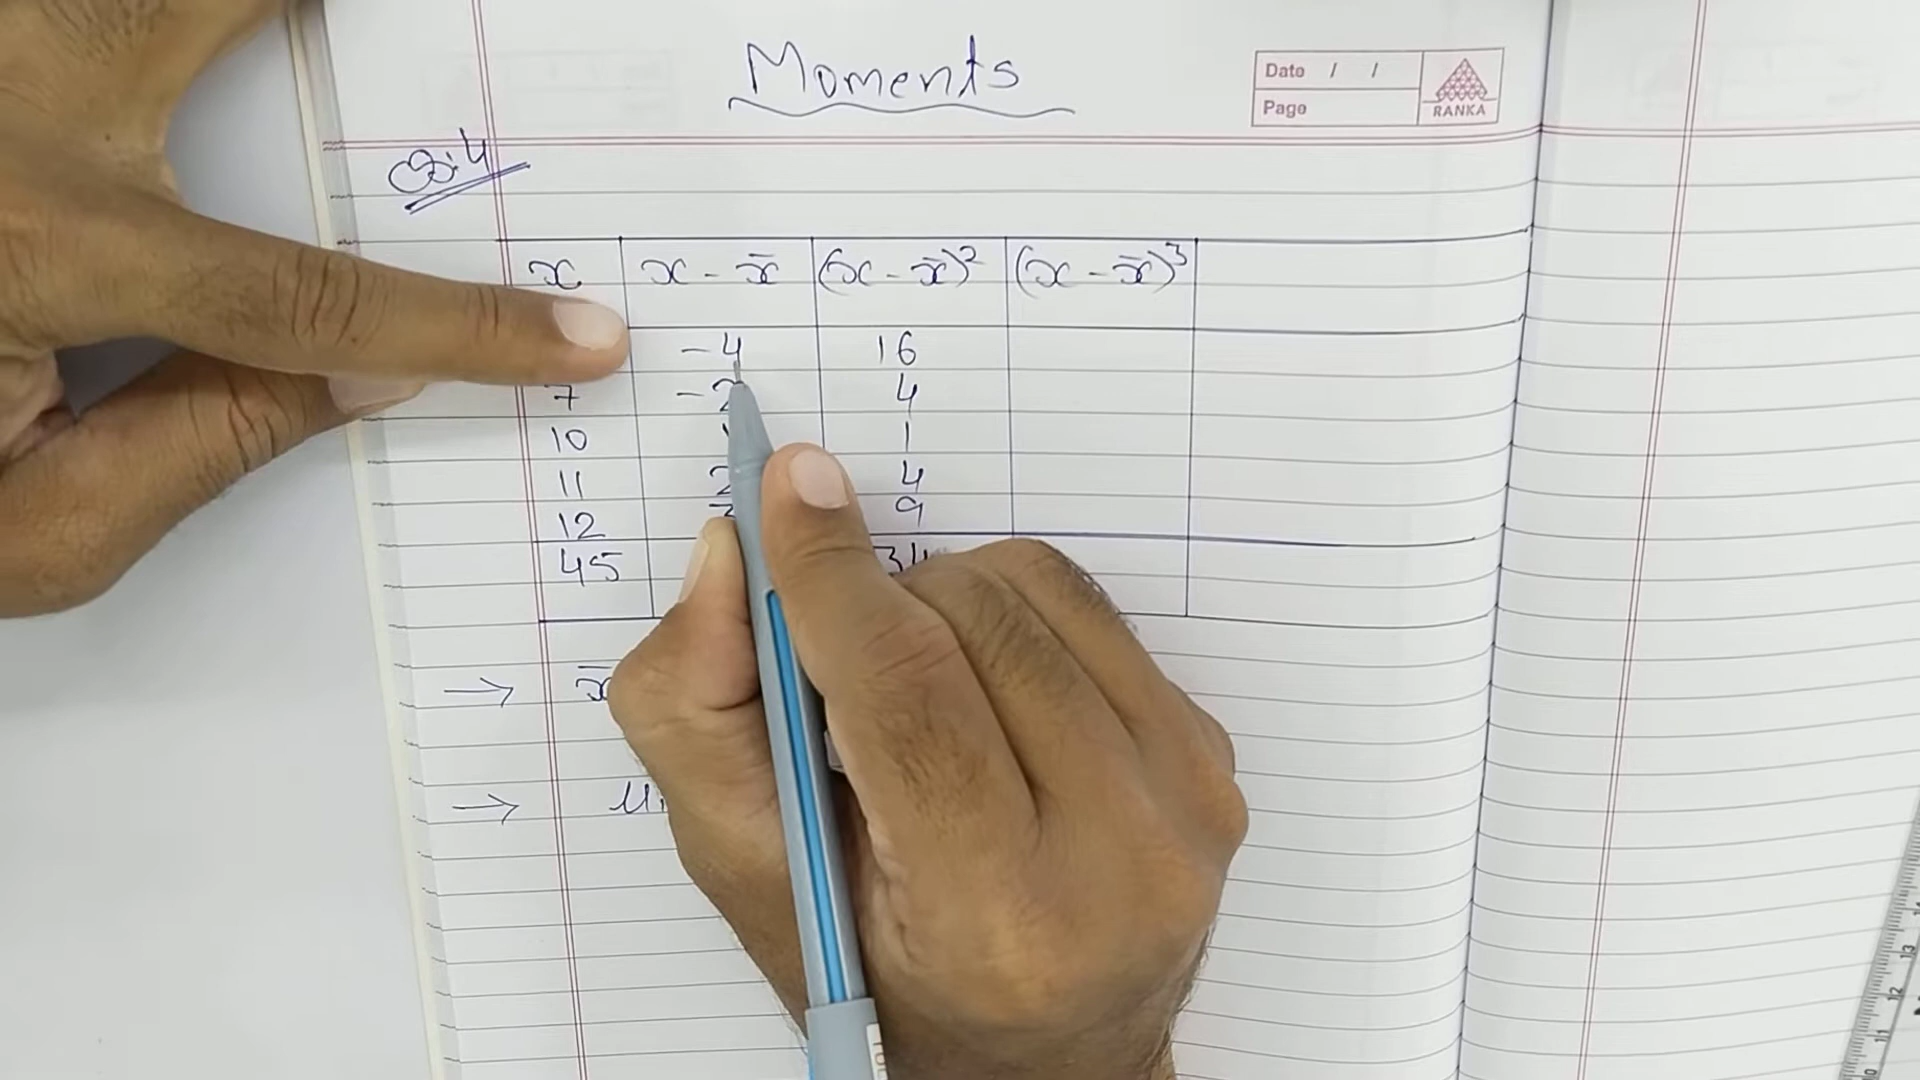 Moments
Date / /
Page
RANKA
Q:4
x x - x̄ (x - x̄)² (x - x̄)³
-4 16
7 -2 4
10 1
11 2 4
12 9
45 34
→ x̄
→ μ